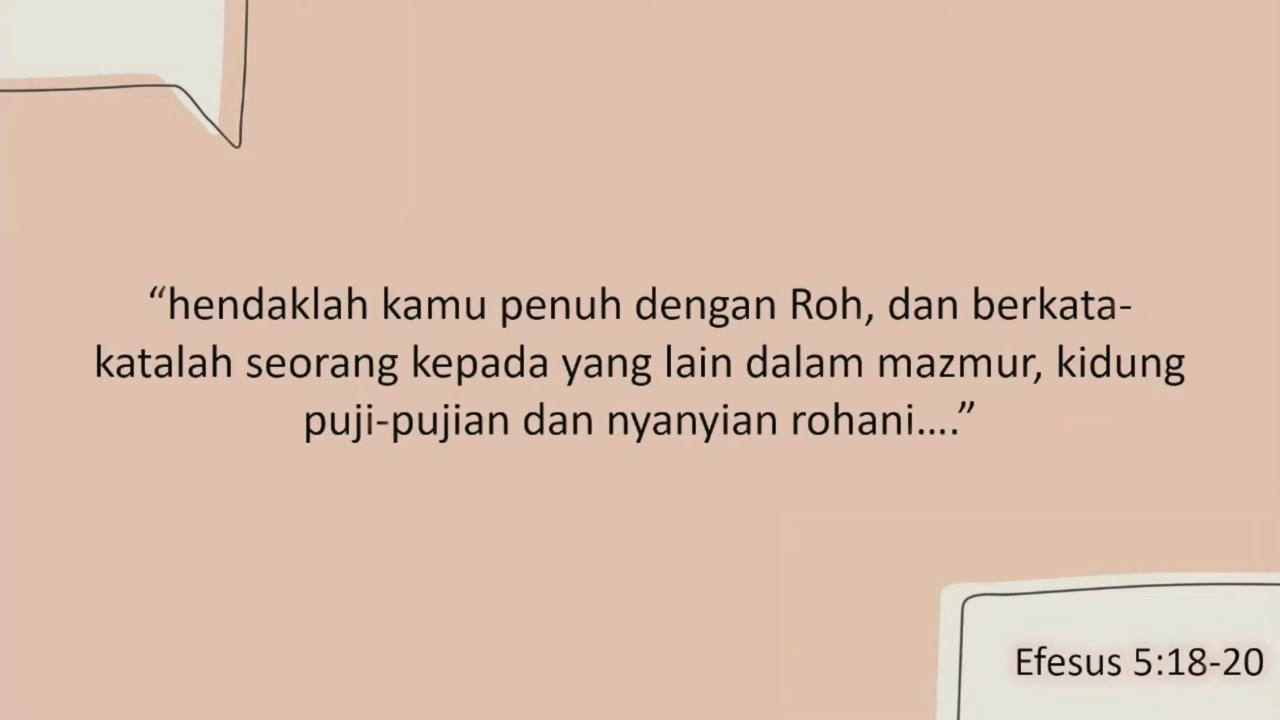 “hendaklah kamu penuh dengan Roh, dan berkata-
katalah seorang kepada yang lain dalam mazmur, kidung
puji-pujian dan nyanyian rohani....”
Efesus 5:18-20